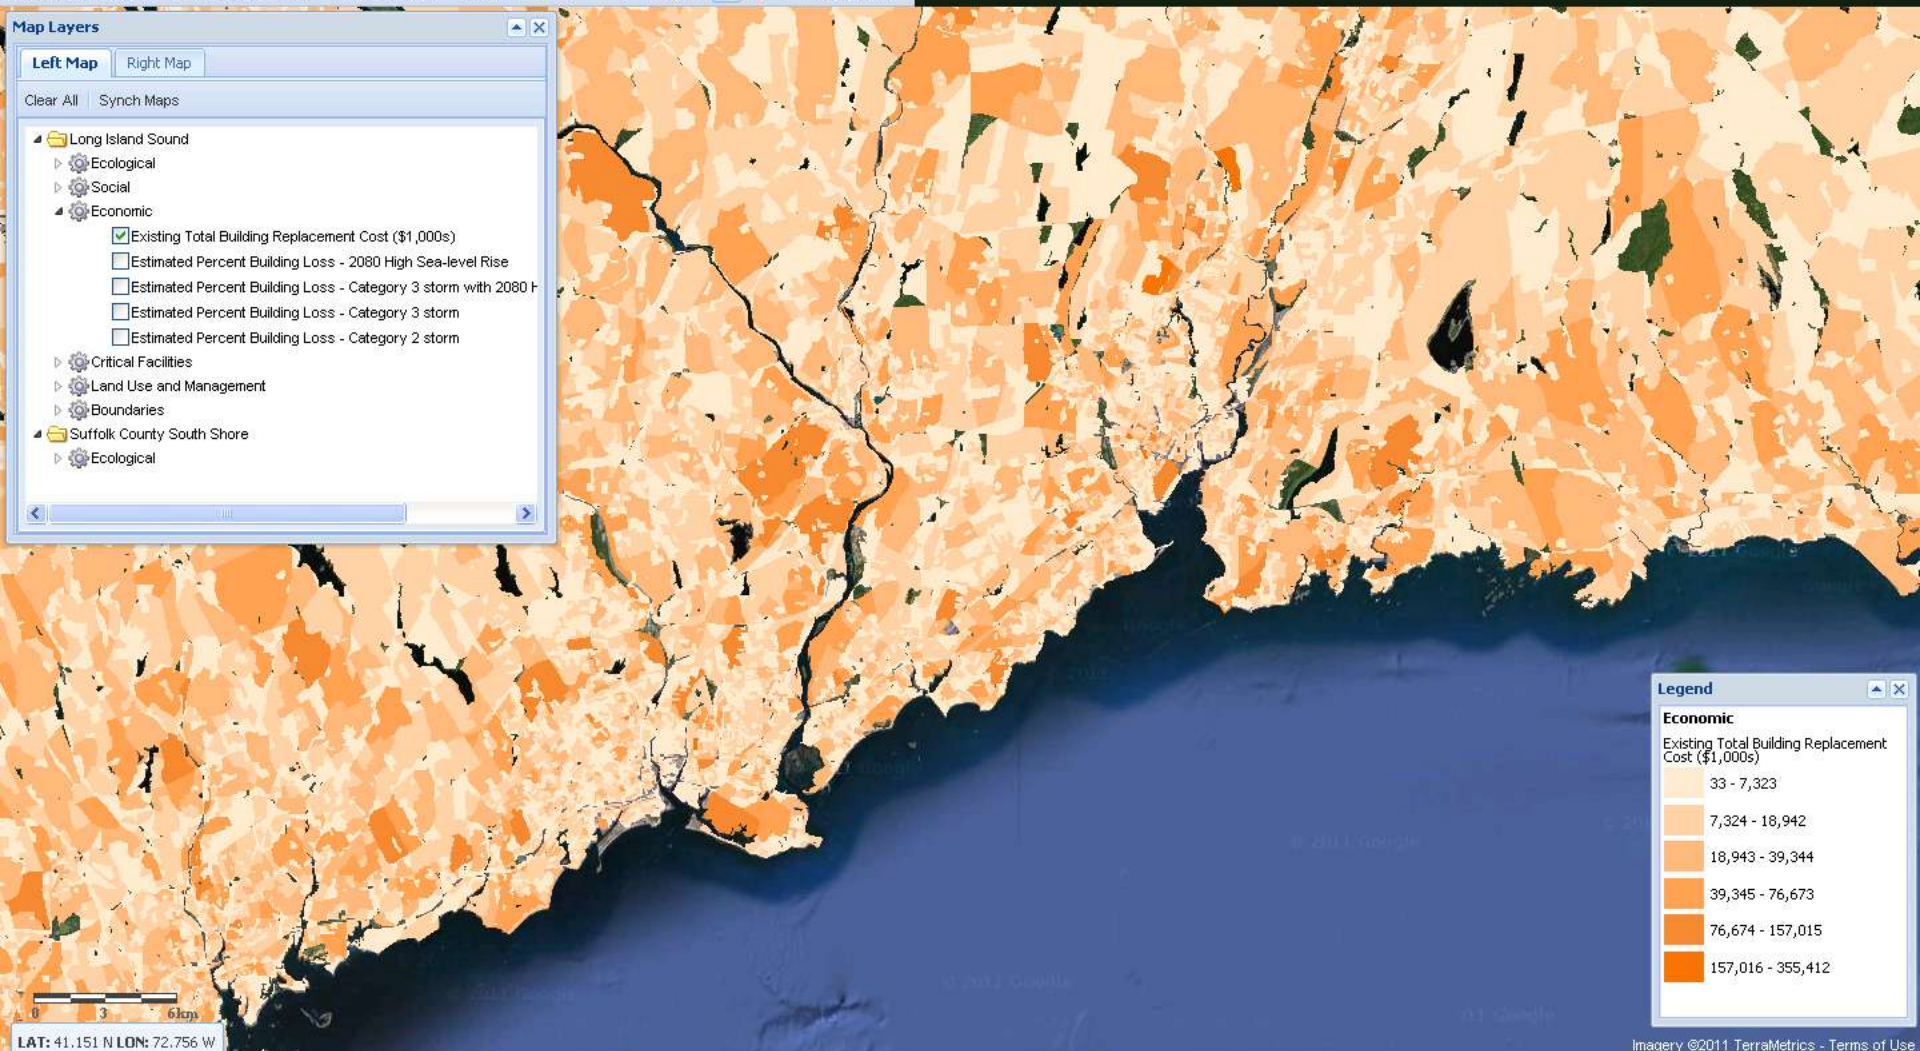 Map Layers
Left Map
Right Map
Clear All
Synch Maps
Long Island Sound
Ecological
Social
Economic
Existing Total Building Replacement Cost ($1,000s)
Estimated Percent Building Loss - 2080 High Sea-level Rise
Estimated Percent Building Loss - Category 3 storm with 2080 H
Estimated Percent Building Loss - Category 3 storm
Estimated Percent Building Loss - Category 2 storm
Critical Facilities
Land Use and Management
Boundaries
Suffolk County South Shore
Ecological
Legend
Economic
Existing Total Building Replacement
Cost ($1,000s)
33 - 7,323
7,324 - 18,942
18,943 - 39,344
39,345 - 76,673
76,674 - 157,015
157,016 - 355,412
© 2011 Google
© 2011 Google
0 3 6km
LAT: 41.151 N LON: 72.756 W
Imagery ©2011 TerraMetrics - Terms of Use